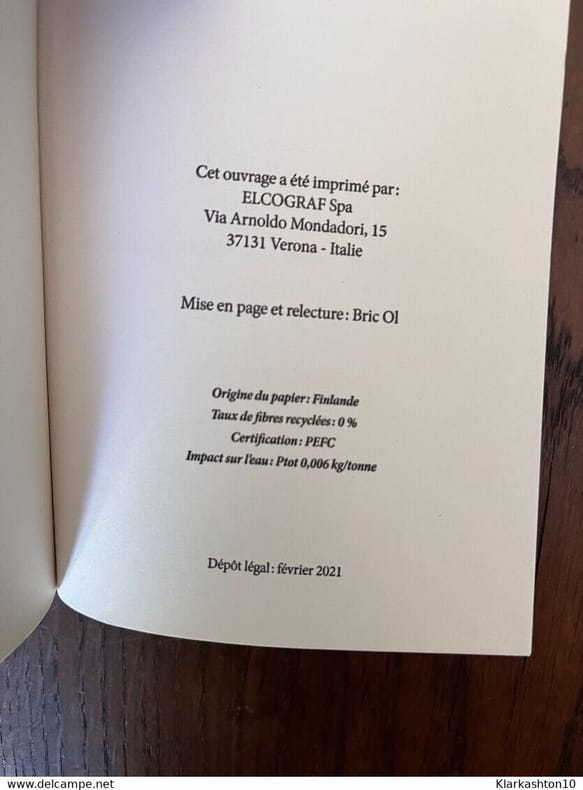 Cet ouvrage a été imprimé par :
ELCOGRAF Spa
Via Arnoldo Mondadori, 15
37131 Verona - Italie
Mise en page et relecture : Bric Ol
Origine du papier : Finlande
Taux de fibres recyclées : 0 %
Certification : PEFC
Impact sur l'eau : Ptot 0,006 kg/tonne
Dépôt légal : février 2021
www.delcampe.net
Klarkashton10